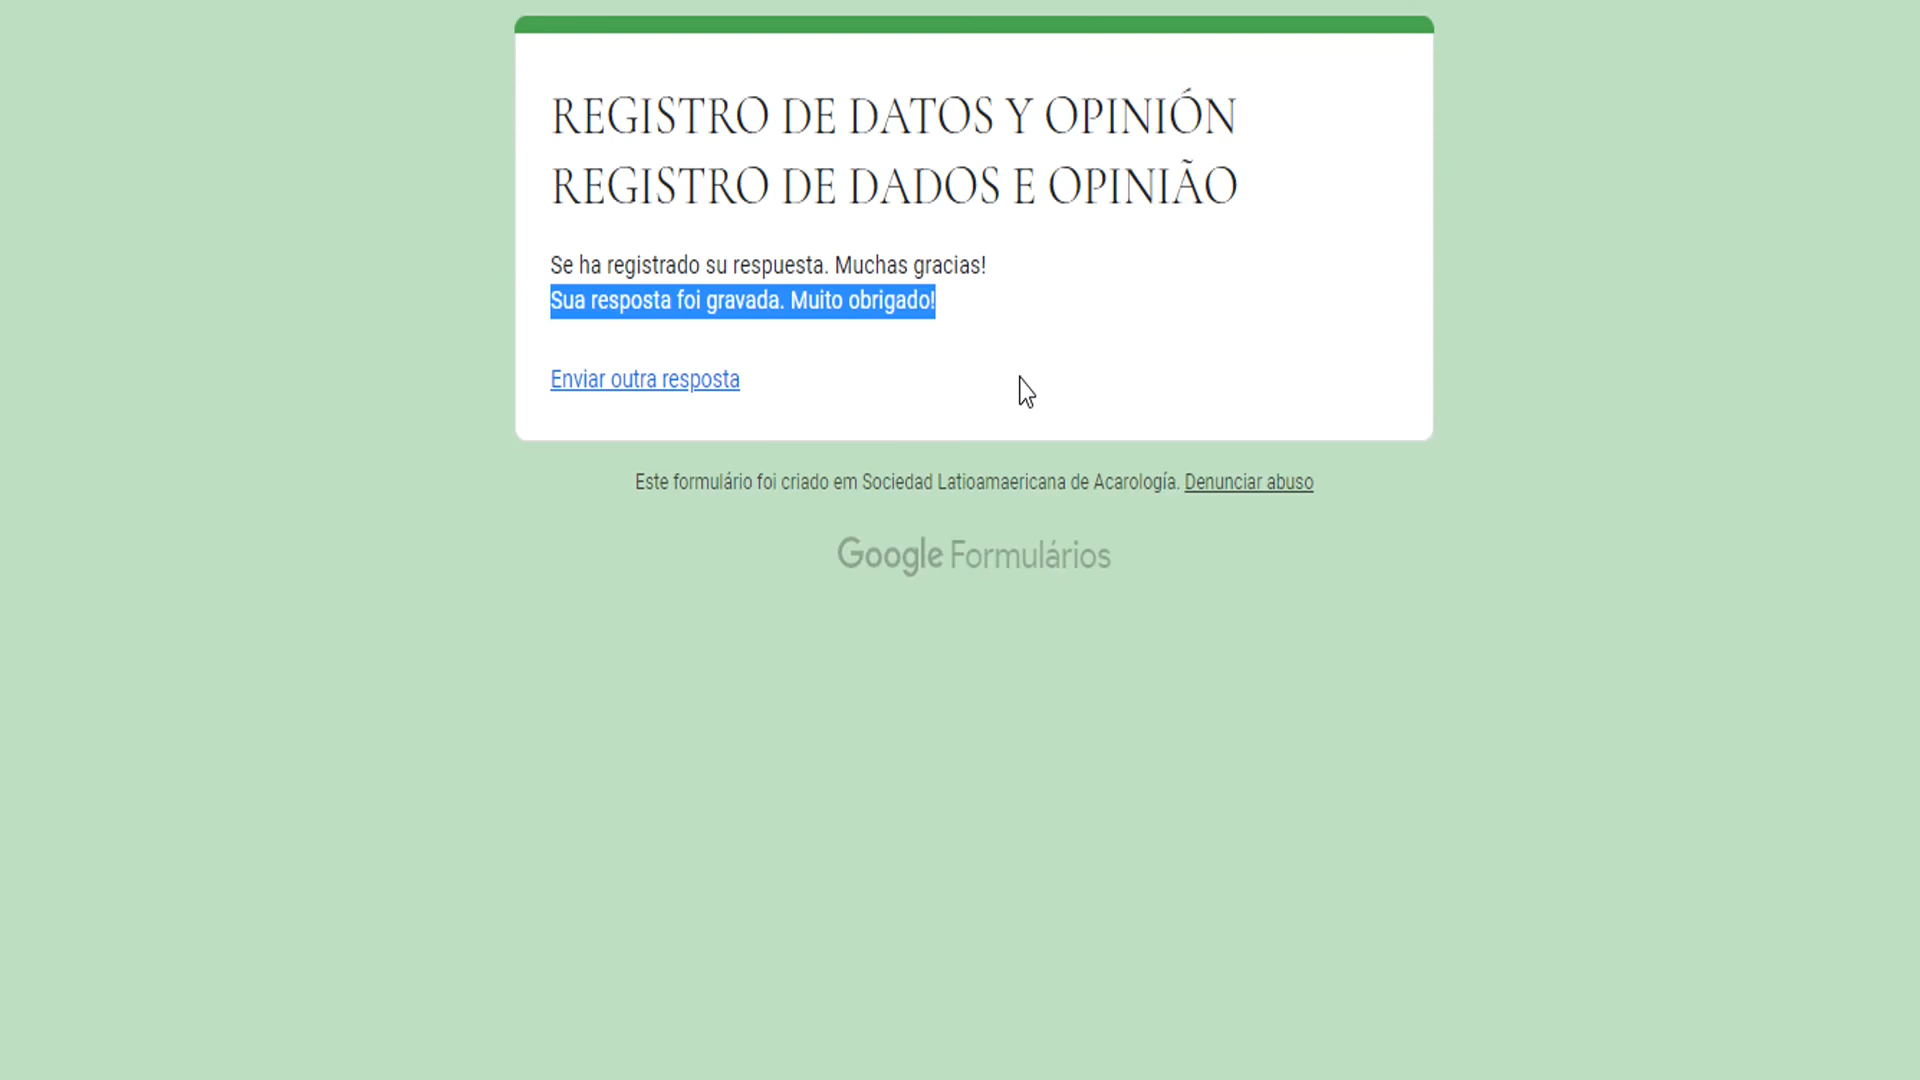 REGISTRO DE DATOS Y OPINIÓN
REGISTRO DE DADOS E OPINIÃO
Se ha registrado su respuesta. Muchas gracias!
Sua resposta foi gravada. Muito obrigado!
Enviar outra resposta
Este formulário foi criado em Sociedad Latioamaericana de Acarología. Denunciar abuso
Google Formulários